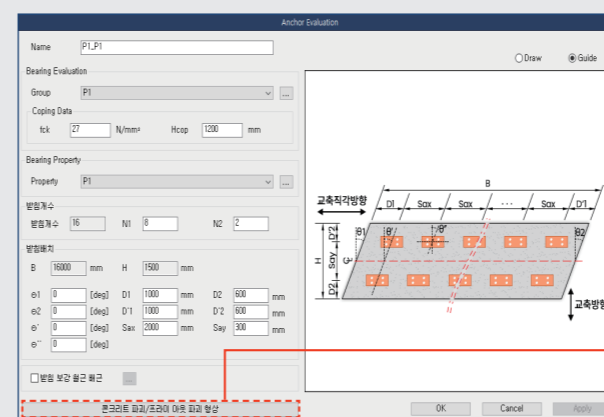 Anchor Evaluation
Name P1_P1
Draw Guide
Bearing Evaluation
Group P1 ...
Coping Data
fck 27 N/mm² Hcop 1200 mm
Bearing Property
Property P1 ...
받침개수
받침개수 16 N1 8 N2 2
받침배치
B 16000 mm H 1500 mm
θ1 0 [deg] D1 1000 mm D2 600 mm
θ2 0 [deg] D'1 1000 mm D'2 600 mm
θ' 0 [deg] Sax 2000 mm Say 300 mm
θ'' 0 [deg]
받침 보강 철근 배근 ...
콘크리트 파괴/프라이 아웃 파괴 형상
B
교축직각방향
D1 Sax Sax ... Sax D'1
H D2 Say D'2 θ1 θ' θ'' θ2
교축방향
OK Cancel Apply